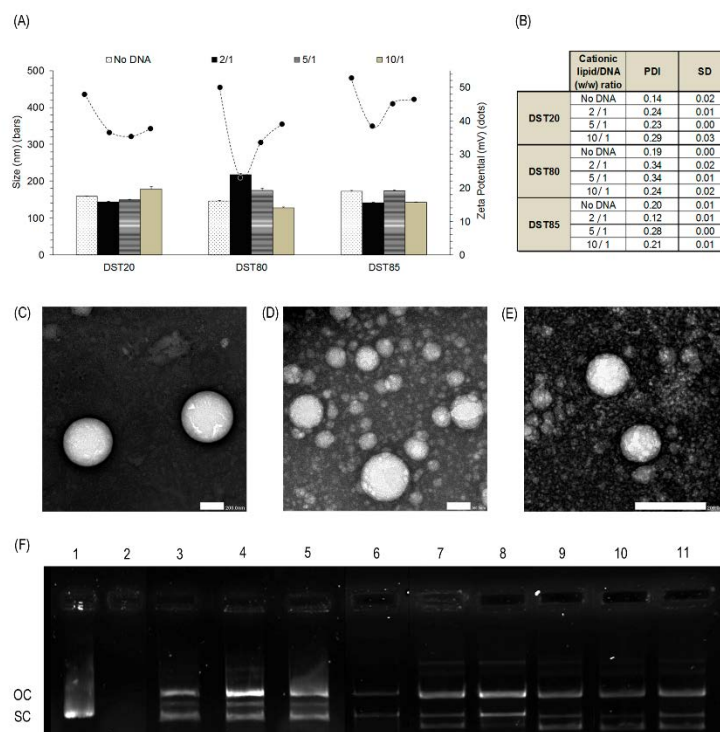 (A)
No DNA 2/1 5/1 10/1
500
400
300
200
100
0
Size (nm) (bars)
50
40
30
20
10
0
Zeta Potential (mV) (dots)
DST20 DST80 DST85
(B)
Cationic lipid/DNA (w/w) ratio PDI SD
DST20
No DNA 0.14 0.02
2 / 1 0.24 0.01
5 / 1 0.23 0.00
10 / 1 0.29 0.03
DST80
No DNA 0.19 0.00
2 / 1 0.34 0.02
5 / 1 0.34 0.01
10 / 1 0.24 0.02
DST85
No DNA 0.20 0.01
2 / 1 0.12 0.01
5 / 1 0.28 0.00
10 / 1 0.21 0.01
(C)
(D)
(E)
(F)
1 2 3 4 5 6 7 8 9 10 11
OC
SC